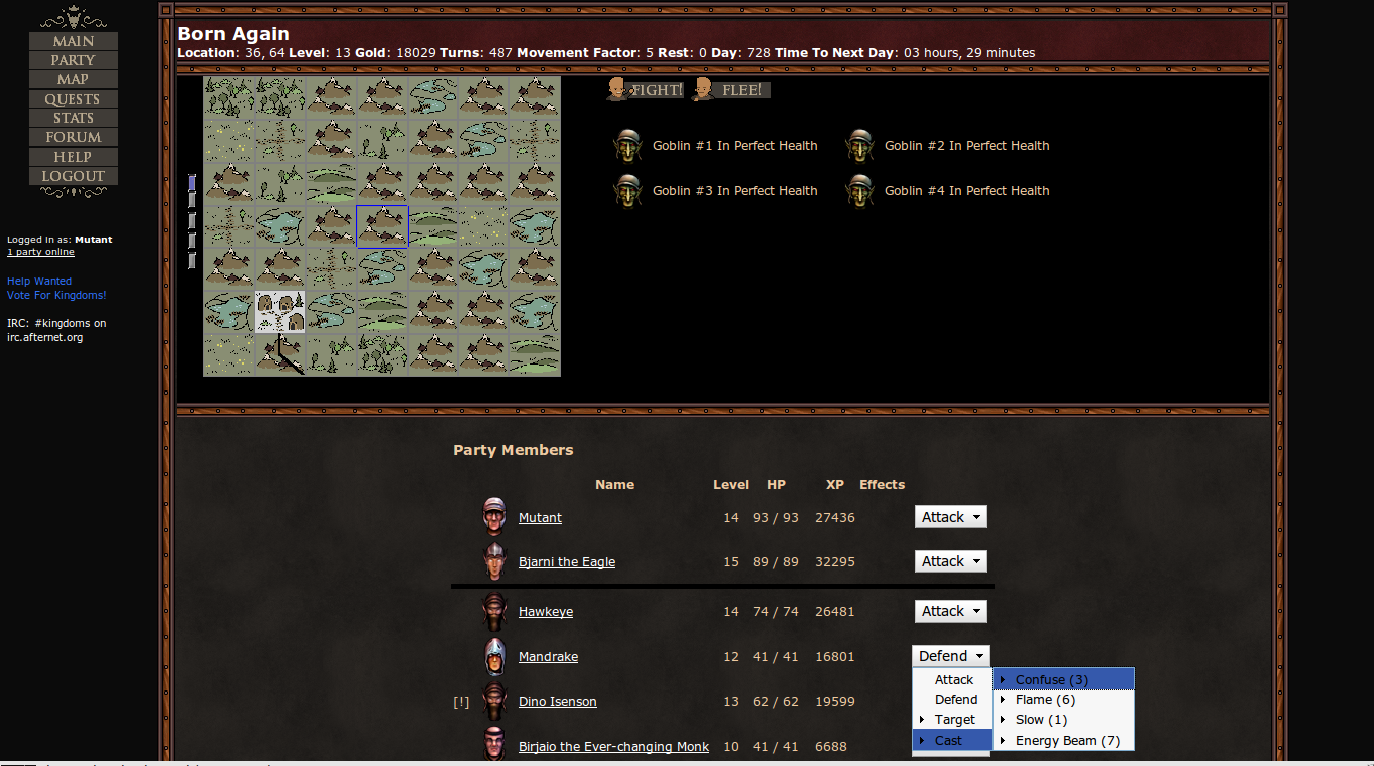 MAIN
PARTY
MAP
QUESTS
STATS
FORUM
HELP
LOGOUT
Logged in as: Mutant
1 party online
Help Wanted
Vote For Kingdoms!
IRC: #kingdoms on
irc.afternet.org
Born Again
Location: 36, 64 Level: 13 Gold: 18029 Turns: 487 Movement Factor: 5 Rest: 0 Day: 728 Time To Next Day: 03 hours, 29 minutes
FIGHT! FLEE!
Goblin #1 In Perfect Health Goblin #2 In Perfect Health
Goblin #3 In Perfect Health Goblin #4 In Perfect Health
Party Members
Name Level HP XP Effects
Mutant 14 93 / 93 27436 Attack
Bjarni the Eagle 15 89 / 89 32295 Attack
Hawkeye 14 74 / 74 26481 Attack
Mandrake 12 41 / 41 16801 Defend
[!] Dino Isenson 13 62 / 62 19599
Birjaio the Ever-changing Monk 10 41 / 41 6688
Attack
Defend
Target
Cast
Confuse (3)
Flame (6)
Slow (1)
Energy Beam (7)